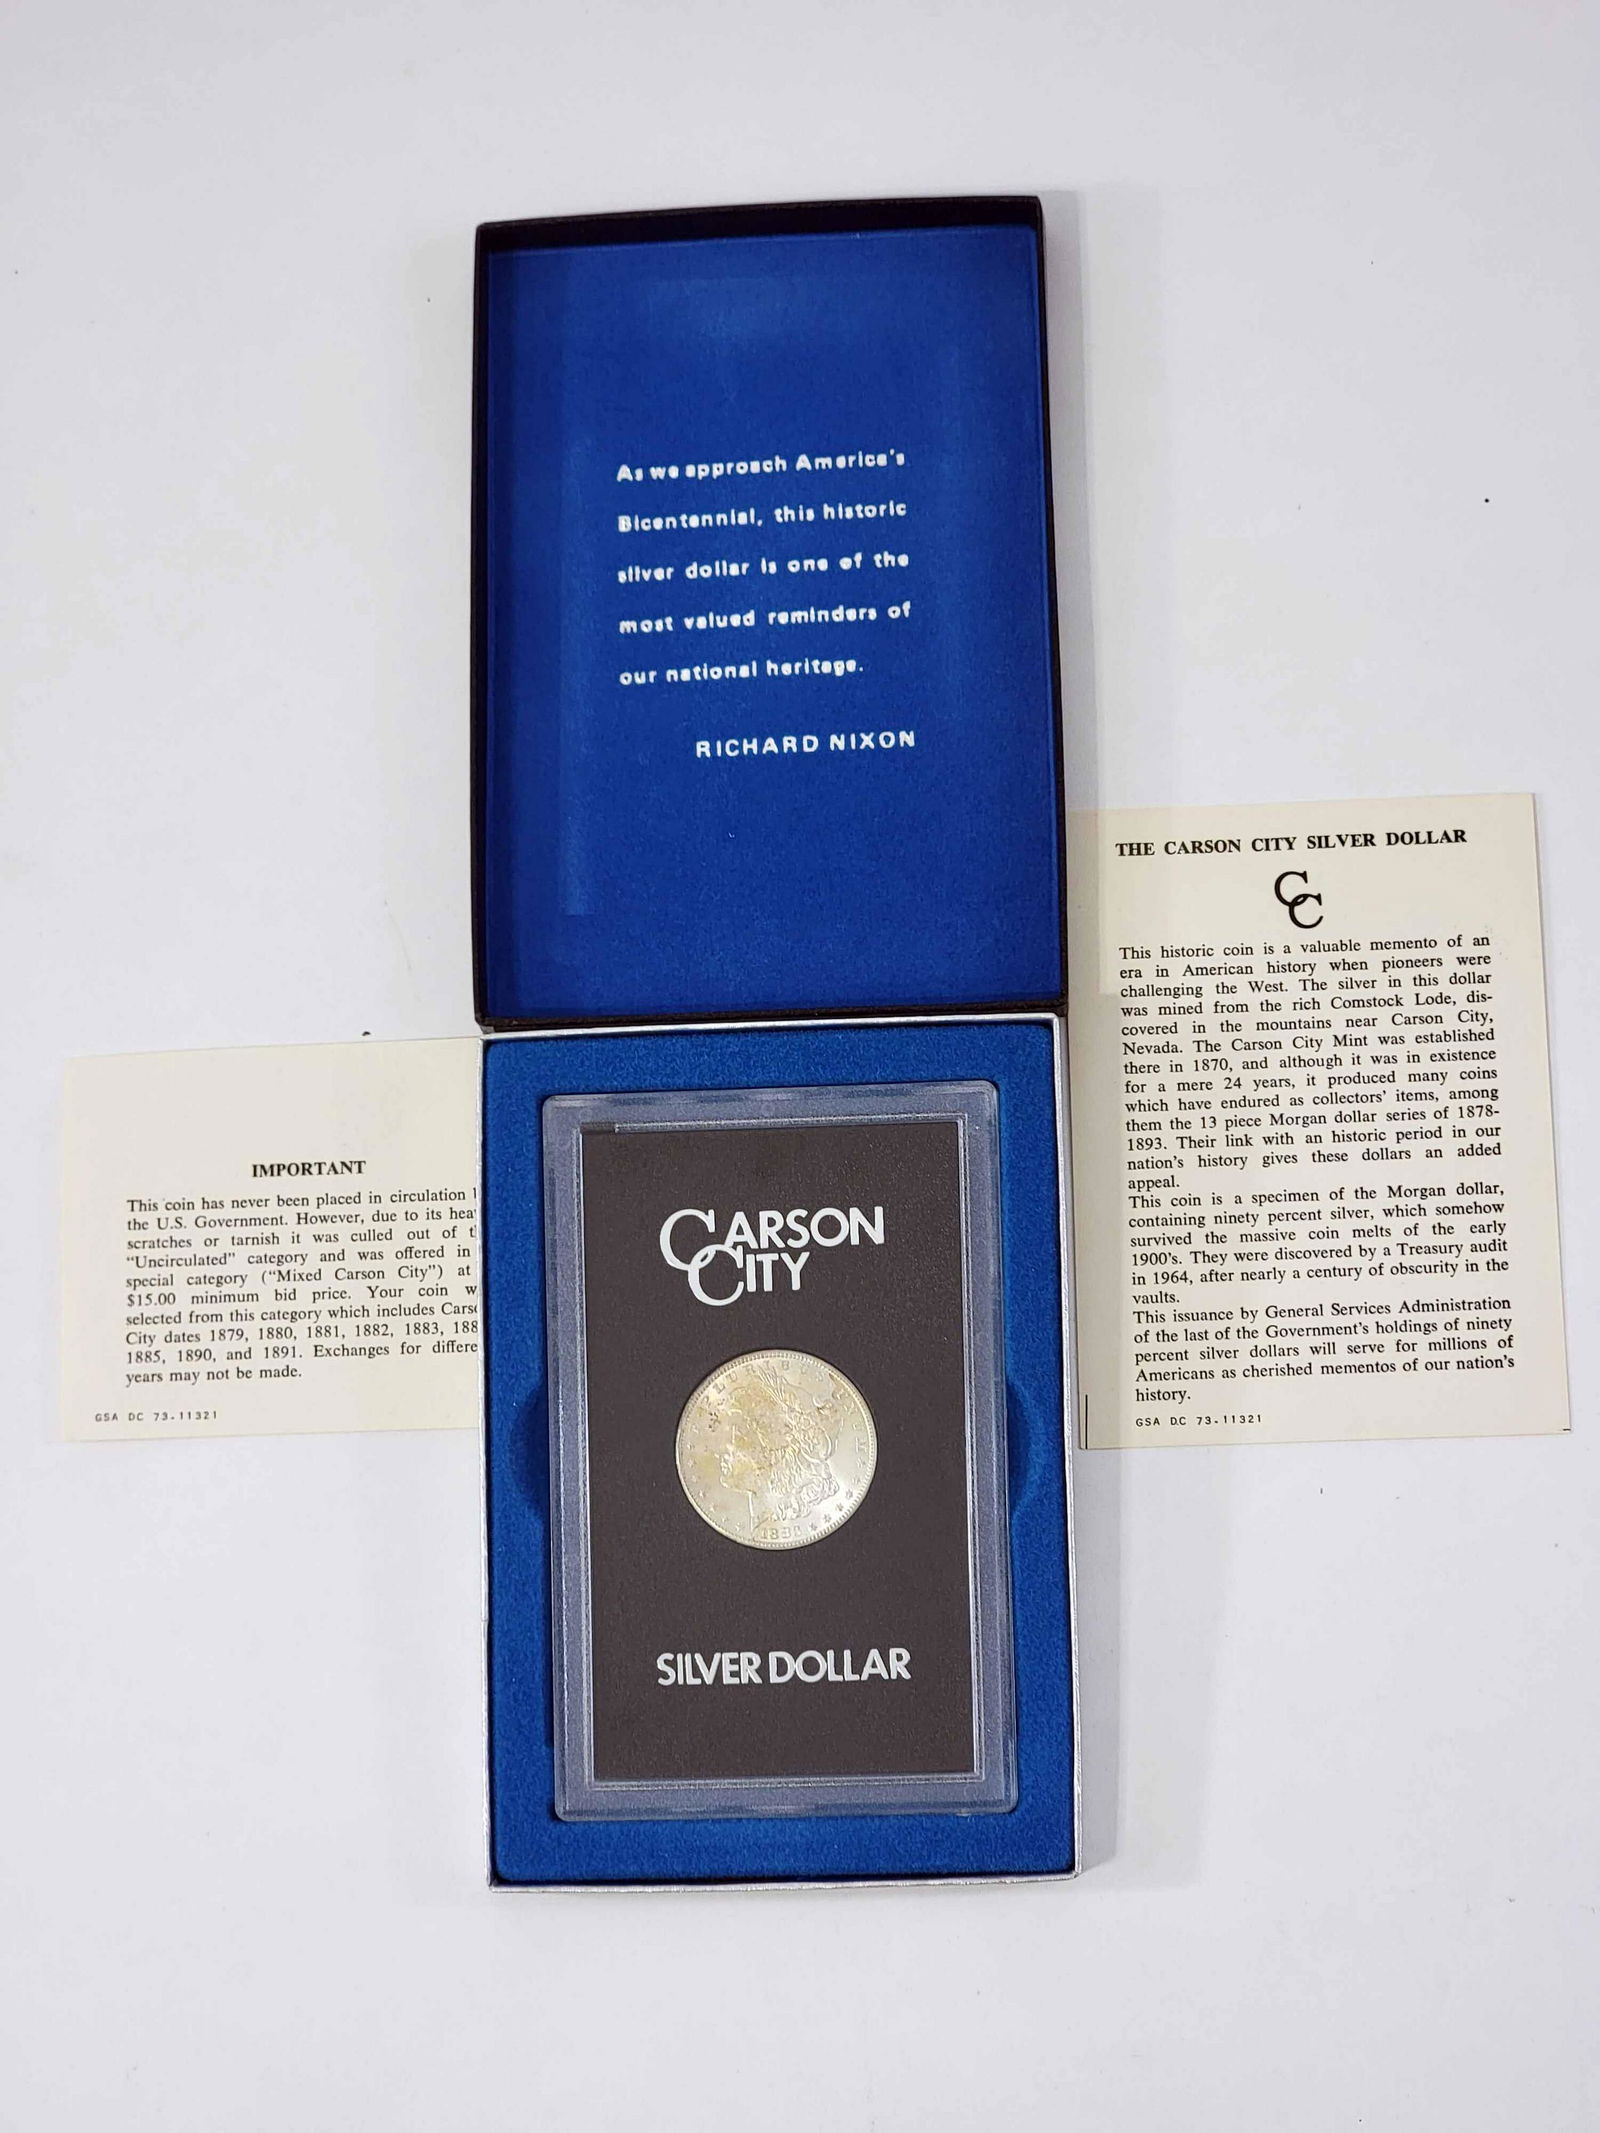 As we approach America's
Bicentennial, this historic
silver dollar is one of the
most valued reminders of
our national heritage.
RICHARD NIXON
THE CARSON CITY SILVER DOLLAR
CC
This historic coin is a valuable memento of an
era in American history when pioneers were
challenging the West. The silver in this dollar
was mined from the rich Comstock Lode, dis-
covered in the mountains near Carson City,
Nevada. The Carson City Mint was established
there in 1870, and although it was in existence
for a mere 24 years, it produced many coins
which have endured as collectors' items, among
them the 13 piece Morgan dollar series of 1878-
1893. Their link with an historic period in our
nation's history gives these dollars an added
appeal.
This coin is a specimen of the Morgan dollar,
containing ninety percent silver, which somehow
survived the massive coin melts of the early
1900's. They were discovered by a Treasury audit
in 1964, after nearly a century of obscurity in the
vaults.
This issuance by General Services Administration
of the last of the Government's holdings of ninety
percent silver dollars will serve for millions of
Americans as cherished mementos of our nation's
history.
GSA DC 73-11321
IMPORTANT
This coin has never been placed in circulation
the U.S. Government. However, due to its hea
scratches or tarnish it was culled out of t
"Uncirculated" category and was offered in
special category ("Mixed Carson City") at
$15.00 minimum bid price. Your coin w
selected from this category which includes Carso
City dates 1879, 1880, 1881, 1882, 1883, 188
1885, 1890, and 1891. Exchanges for differe
years may not be made.
GSA DC 73-11321
CARSON
CITY
SILVER DOLLAR